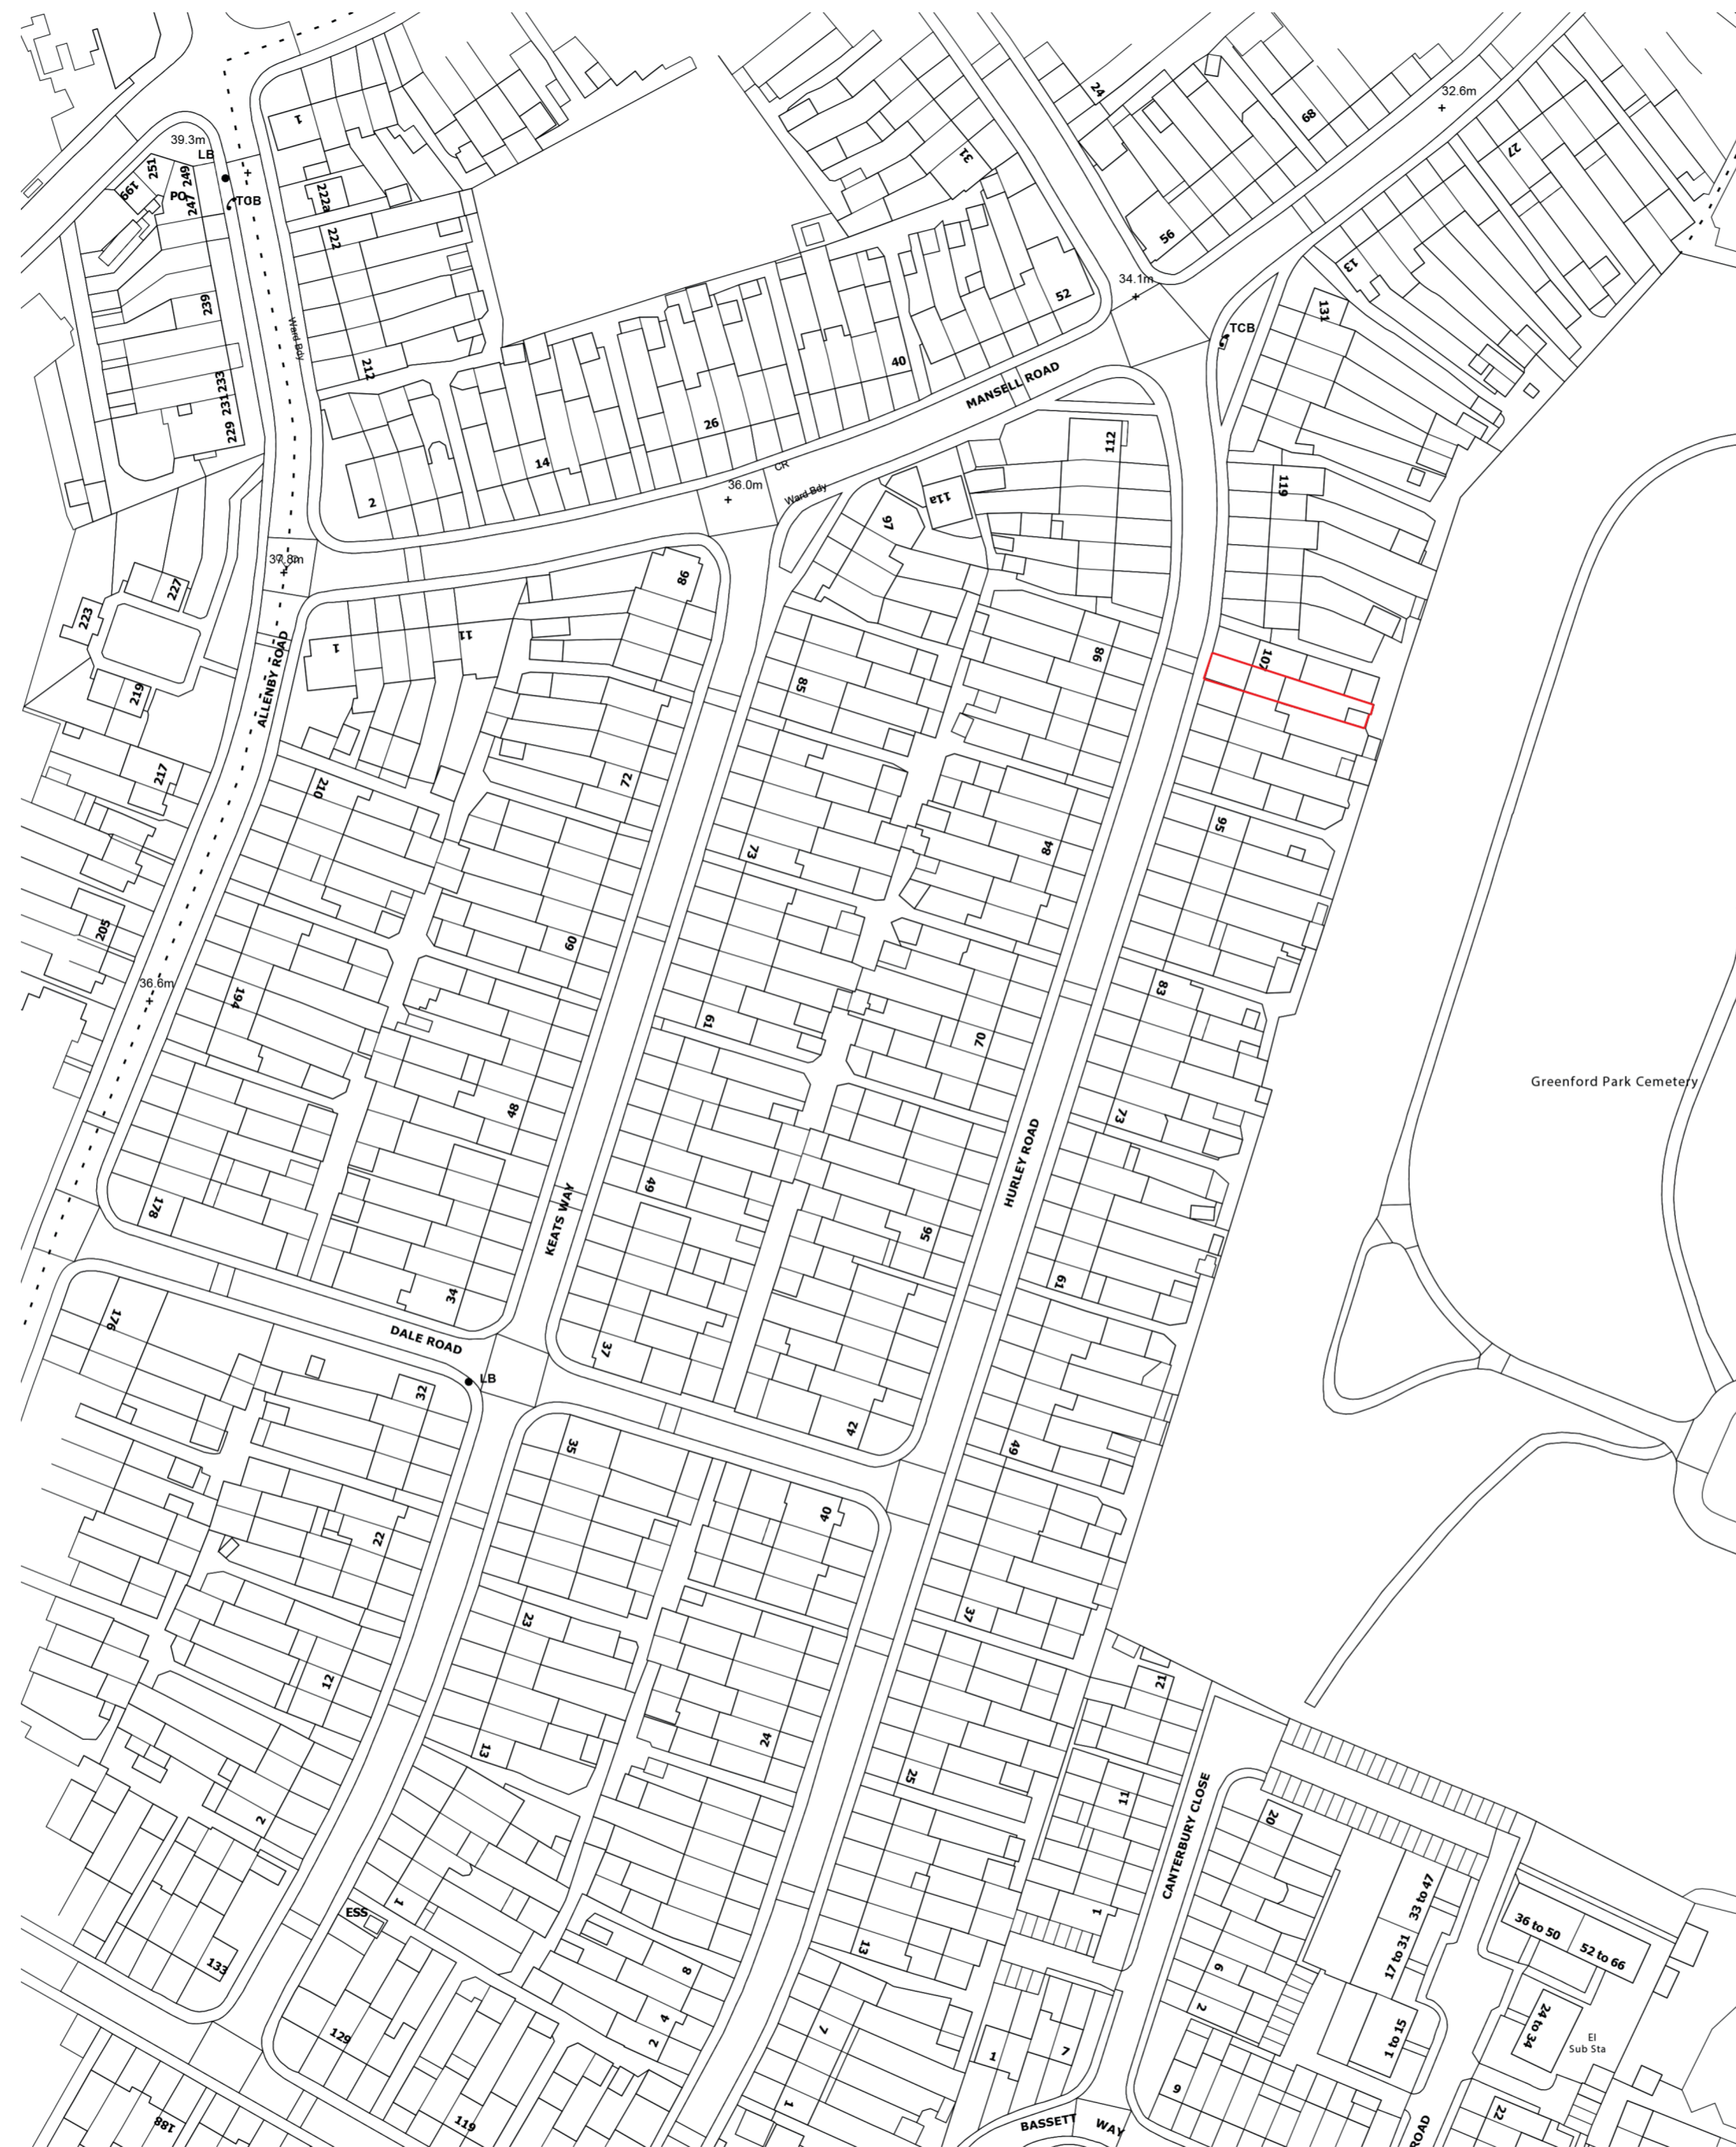 24
32.6m
68
27
1
39.3m
LB
251
199
249
PO
247
TCB
222a
222
31
56
13
34.1m
52
131
TCB
239
Ward Bdy
212
40
MANSELL ROAD
233
231
229
26
14
2
112
CR
36.0m
Ward Bdy
11a
97
119
37.8m
227
223
98
1
11
107
86
85
219
ALLENBY ROAD
217
210
72
73
84
95
205
60
36.6m
194
61
83
70
48
73
Greenford Park Cemetery
HURLEY ROAD
178
49
KEATS WAY
56
61
34
176
DALE ROAD
37
LB
32
42
35
49
40
22
23
37
12
21
13
24
25
11
2
CANTERBURY CLOSE
20
1
1
ESS
33 to 47
36 to 50
52 to 66
133
13
17 to 31
8
6
2
4
2
129
7
24 to 34
1 to 15
El
Sub Sta
1
7
9
1
188
119
BASSETT WAY
22
ROAD